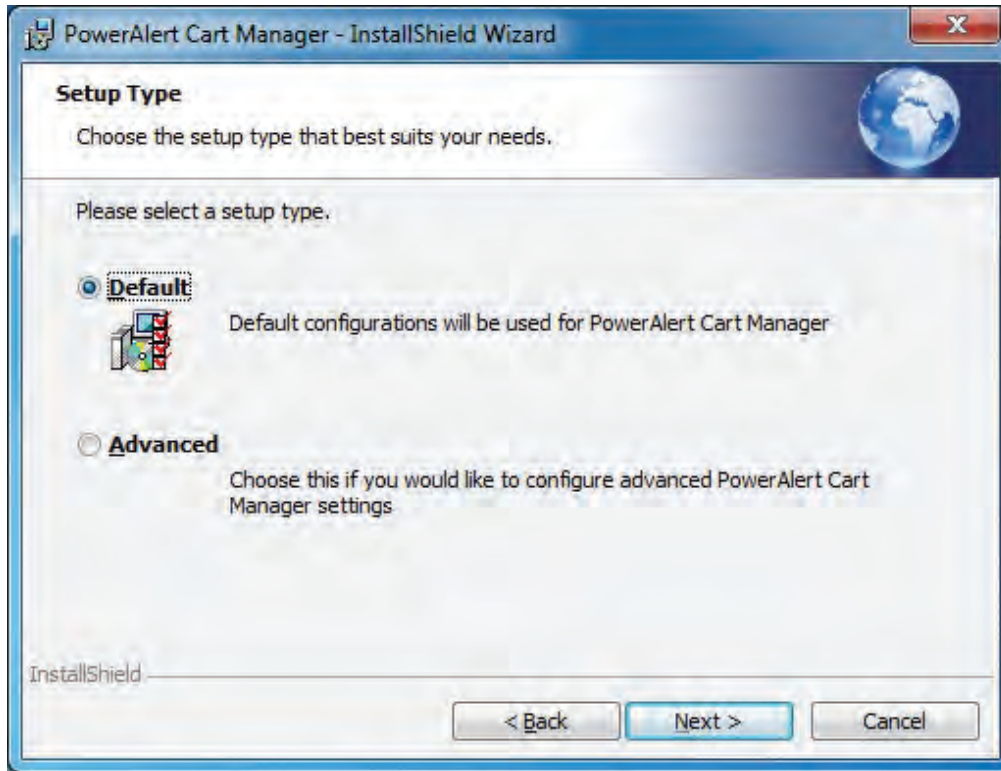 PowerAlert Cart Manager - InstallShield Wizard
X
Setup Type
Choose the setup type that best suits your needs.
Please select a setup type.
Default
Default configurations will be used for PowerAlert Cart Manager
Advanced
Choose this if you would like to configure advanced PowerAlert Cart
Manager settings
InstallShield
< Back
Next >
Cancel